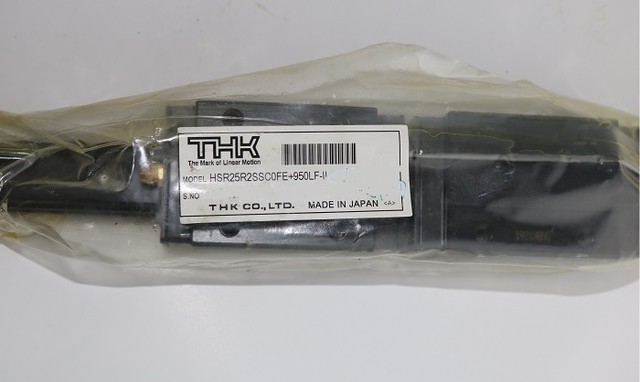 THK
The Mark of Linear Motion
MODEL HSR25R2SSC0FE+950LF-II
S.NO
THK CO., LTD. MADE IN JAPAN <A>